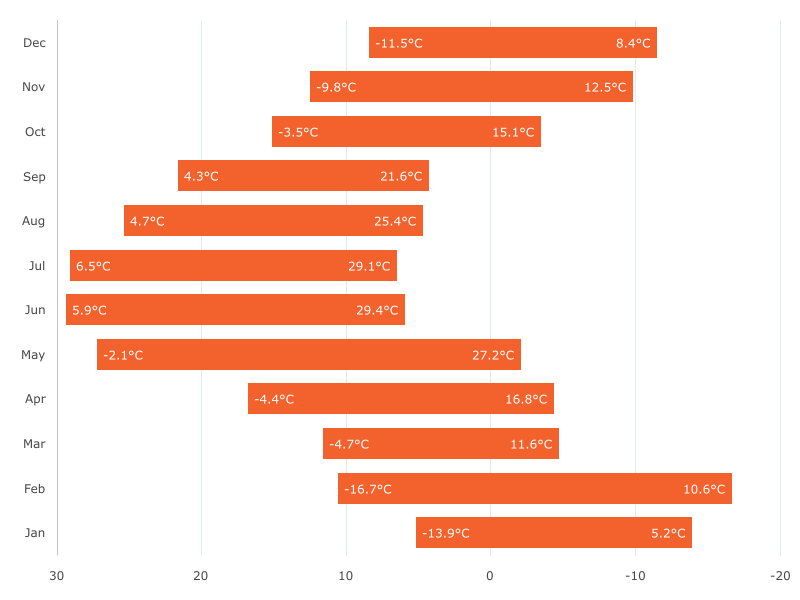 Dec -11.5°C 8.4°C
Nov -9.8°C 12.5°C
Oct -3.5°C 15.1°C
Sep 4.3°C 21.6°C
Aug 4.7°C 25.4°C
Jul 6.5°C 29.1°C
Jun 5.9°C 29.4°C
May -2.1°C 27.2°C
Apr -4.4°C 16.8°C
Mar -4.7°C 11.6°C
Feb -16.7°C 10.6°C
Jan -13.9°C 5.2°C
30 20 10 0 -10 -20